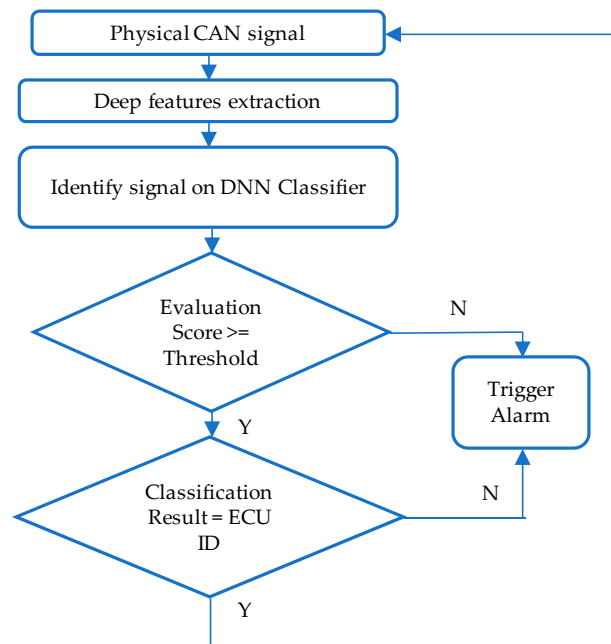 Physical CAN signal
Deep features extraction
Identify signal on DNN Classifier
Evaluation
Score >=
Threshold
N
Trigger
Alarm
Y
Classification
Result = ECU
ID
N
Y